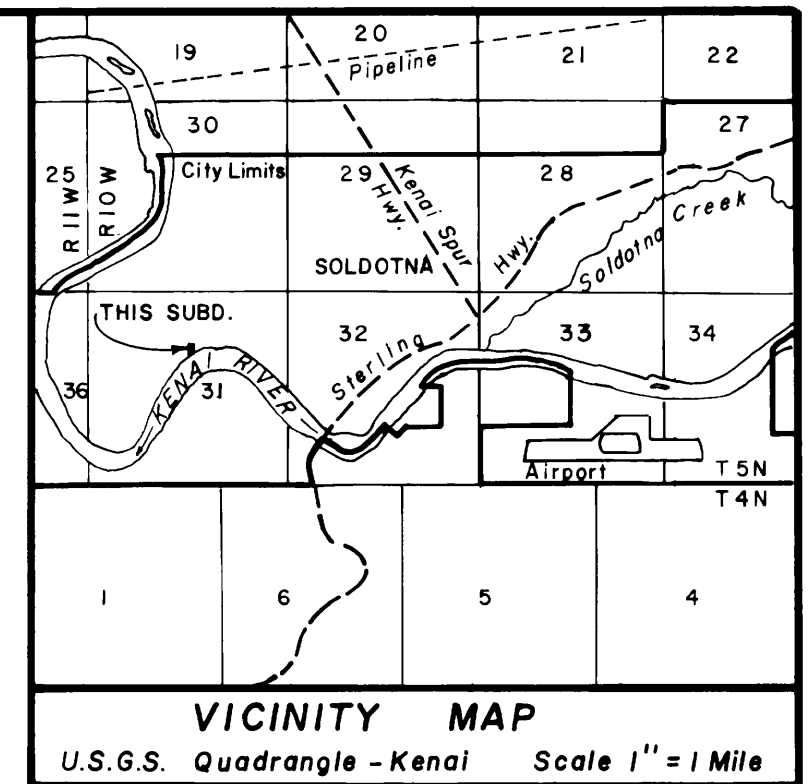 19
20
21
22
Pipeline
30
27
City Limits
25
29
28
R11W
R10W
Kenai Spur
Hwy.
Hwy.
Soldotna Creek
SOLDOTNA
THIS SUBD.
32
33
34
Sterling
36
31
KENAI RIVER
Airport
T5N
T4N
1
6
5
4
VICINITY MAP
U.S.G.S. Quadrangle - Kenai Scale 1" = 1 Mile